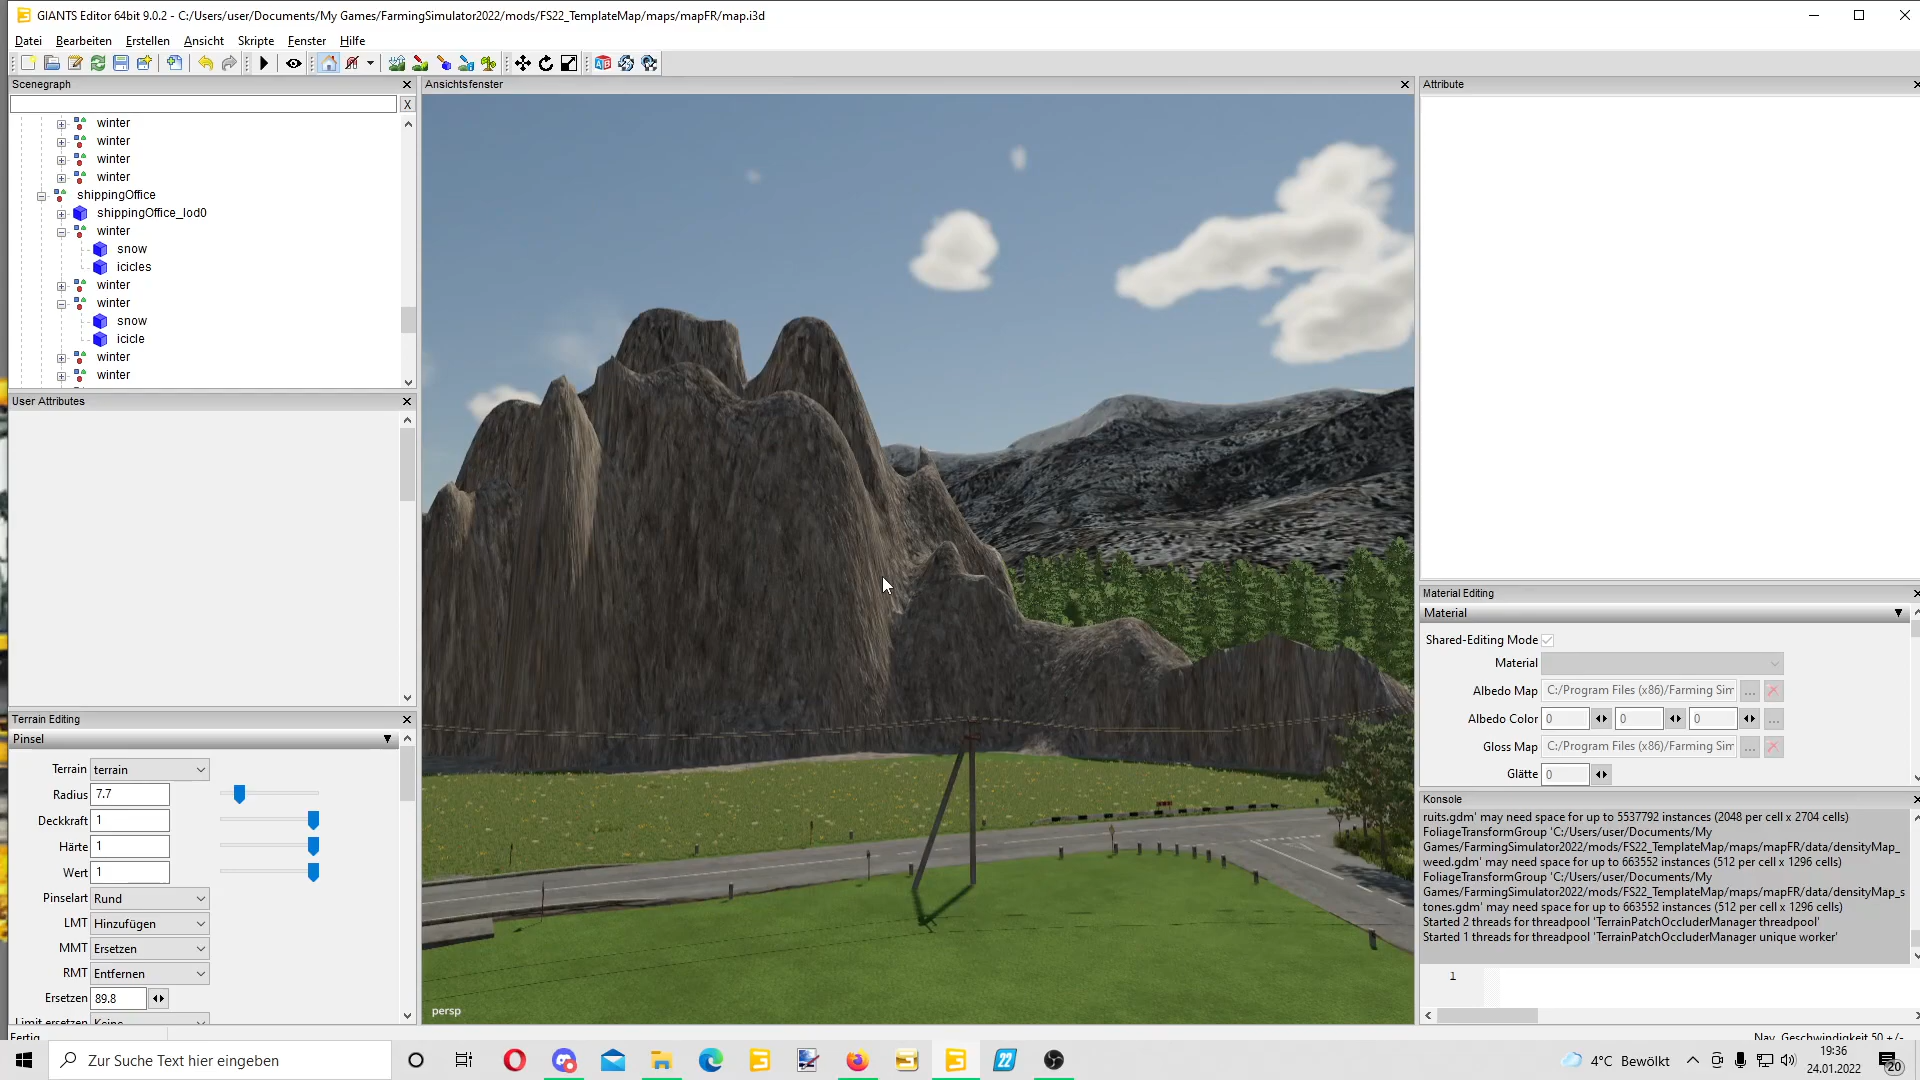 GIANTS Editor 64bit 9.0.2 - C:/Users/user/Documents/My Games/FarmingSimulator2022/mods/FS22_TemplateMap/maps/mapFR/map.i3d
Datei Bearbeiten Erstellen Ansicht Skripte Fenster Hilfe
Scenegraph
X
winter
winter
winter
winter
shippingOffice
shippingOffice_lod0
winter
snow
icicles
winter
winter
snow
icicle
winter
winter
User Attributes
Terrain Editing
Pinsel
Terrain terrain
Radius 7.7
Deckkraft 1
Härte 1
Wert 1
Pinselart Rund
LMT Hinzufügen
MMT Ersetzen
RMT Entfernen
Ersetzen 89.8
Limit ersetzen Keine
Fertig
Ansichtsfenster
persp
Attribute
Material Editing
Material
Shared-Editing Mode
Material
Albedo Map C:/Program Files (x86)/Farming Sim ...
Albedo Color 0 0 0 ...
Gloss Map C:/Program Files (x86)/Farming Sim ...
Glätte 0
Konsole
ruits.gdm' may need space for up to 5537792 instances (2048 per cell x 2704 cells)
FoliageTransformGroup 'C:/Users/user/Documents/My
Games/FarmingSimulator2022/mods/FS22_TemplateMap/maps/mapFR/data/densityMap_
weed.gdm' may need space for up to 663552 instances (512 per cell x 1296 cells)
FoliageTransformGroup 'C:/Users/user/Documents/My
Games/FarmingSimulator2022/mods/FS22_TemplateMap/maps/mapFR/data/densityMap_s
tones.gdm' may need space for up to 663552 instances (512 per cell x 1296 cells)
Started 2 threads for threadpool 'TerrainPatchOccluderManager threadpool'
Started 1 threads for threadpool 'TerrainPatchOccluderManager unique worker'
1
Nav. Geschwindigkeit 50 +/-
Zur Suche Text hier eingeben
22
4°C Bewölkt
19:36
24.01.2022
20